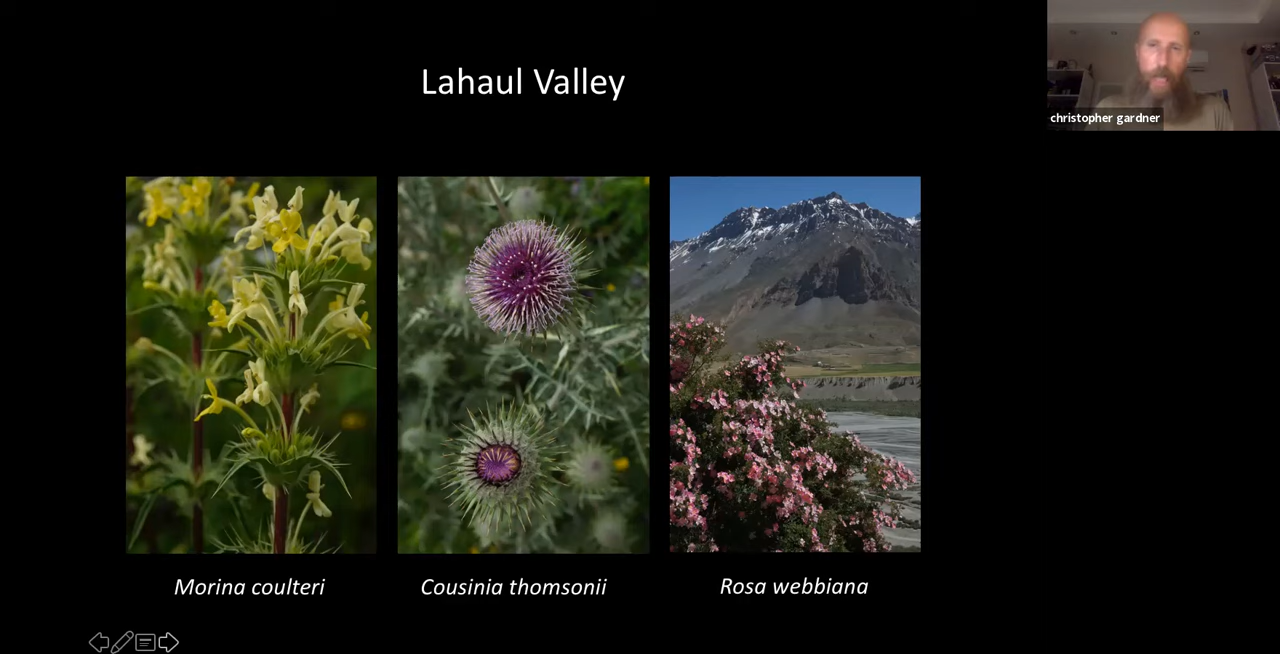 Lahaul Valley
christopher gardner
Morina coulteri
Cousinia thomsonii
Rosa webbiana